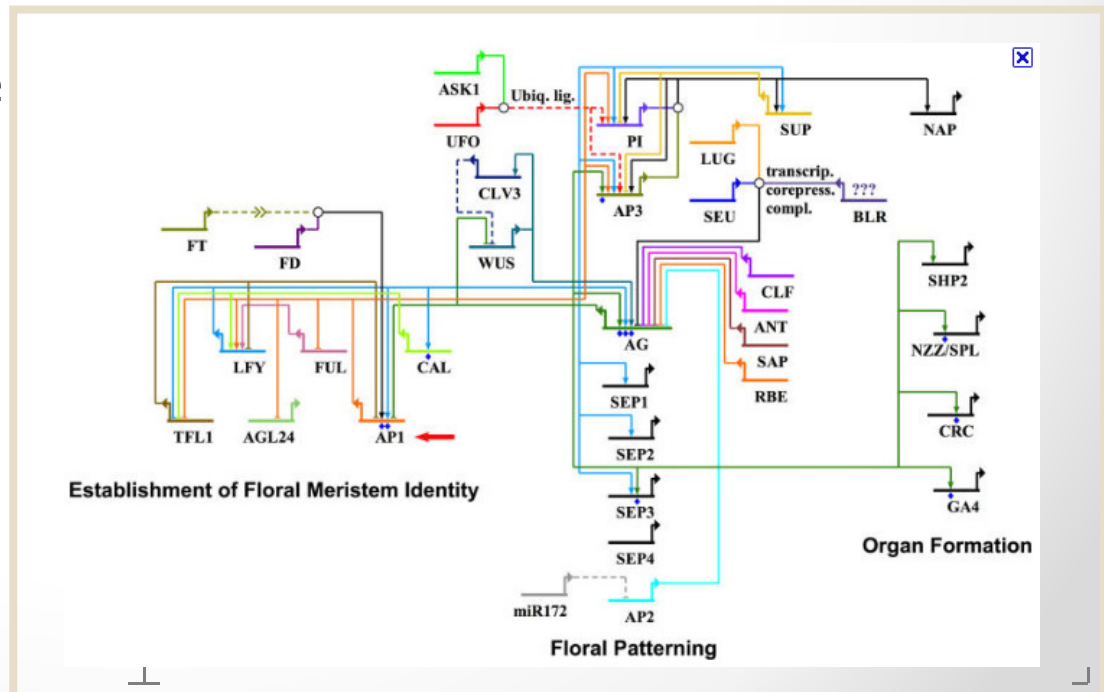 e
ASK1
Ubiq. lig.
UFO
PI
SUP
NAP
LUG
CLV3
transcrip.
corepress.
compl.
???
AP3
SEU
BLR
FT
FD
WUS
SHP2
CLF
ANT
AG
NZZ/SPL
LFY
FUL
CAL
SAP
SEP1
RBE
TFL1
AGL24
AP1
CRC
SEP2
Establishment of Floral Meristem Identity
SEP3
GA4
Organ Formation
SEP4
miR172
AP2
Floral Patterning